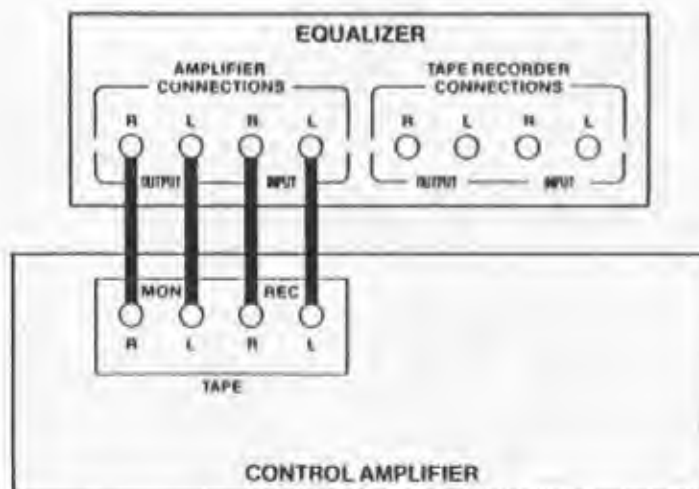 EQUALIZER
AMPLIFIER
CONNECTIONS
TAPE RECORDER
CONNECTIONS
R L R L
R L R L
OUTPUT INPUT
OUTPUT INPUT
MON REC
R L R L
TAPE
CONTROL AMPLIFIER